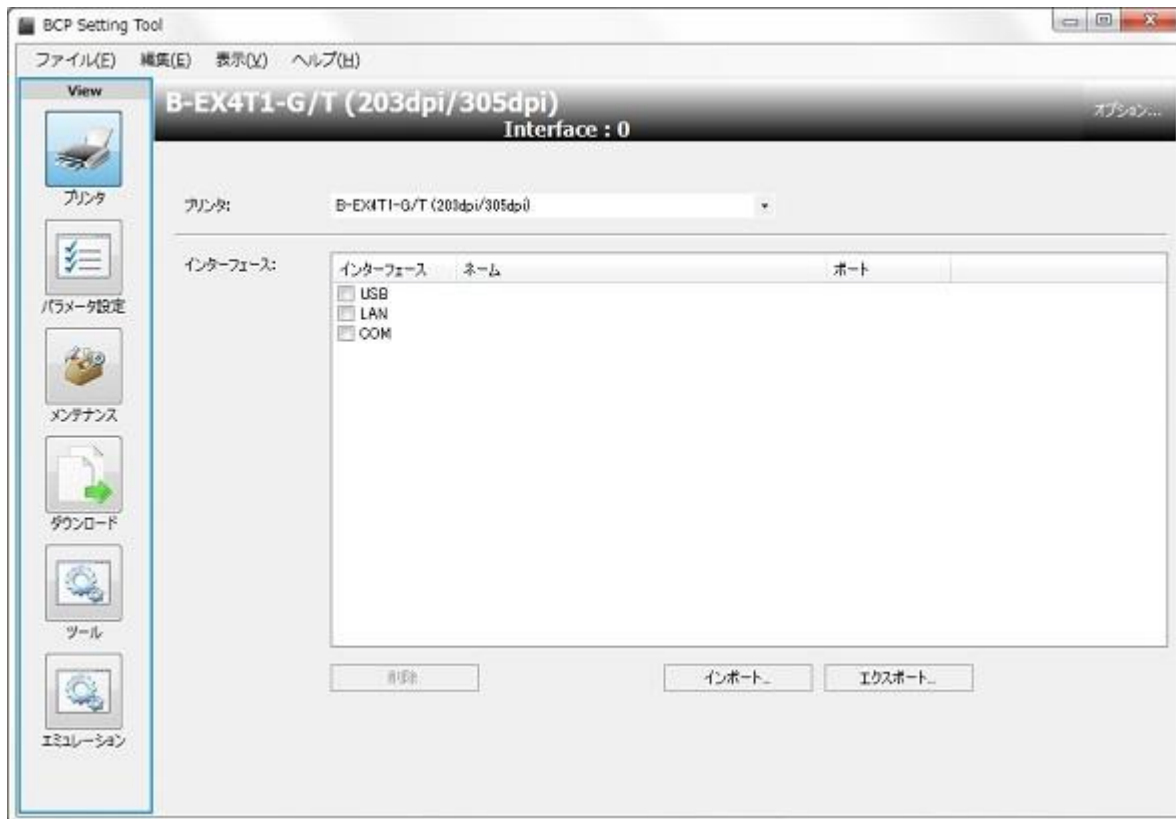 BCP Setting Tool
ファイル(E) 編集(E) 表示(V) ヘルプ(H)
View
B-EX4T1-G/T (203dpi/305dpi)
Interface : 0
オプション...
プリンタ
パラメータ設定
メンテナンス
ダウンロード
ツール
エミュレーション
プリンタ: B-EX4T1-G/T (203dpi/305dpi)
インターフェース:
インターフェース ネーム ポート
USB
LAN
COM
削除 インポート... エクスポート...